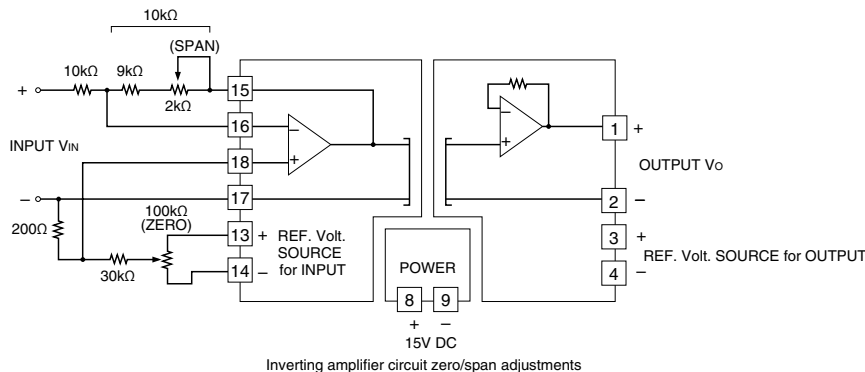 10kΩ
(SPAN)
10kΩ 9kΩ
2kΩ
+
15
16
18
17
13
14
INPUT VIN
−
200Ω
100kΩ
(ZERO)
30kΩ
−
+
+ REF. Volt.
SOURCE
− for INPUT
POWER
8 9
+ −
15V DC
−
+
1 +
OUTPUT VO
2 −
3 +
REF. Volt. SOURCE for OUTPUT
4 −
Inverting amplifier circuit zero/span adjustments